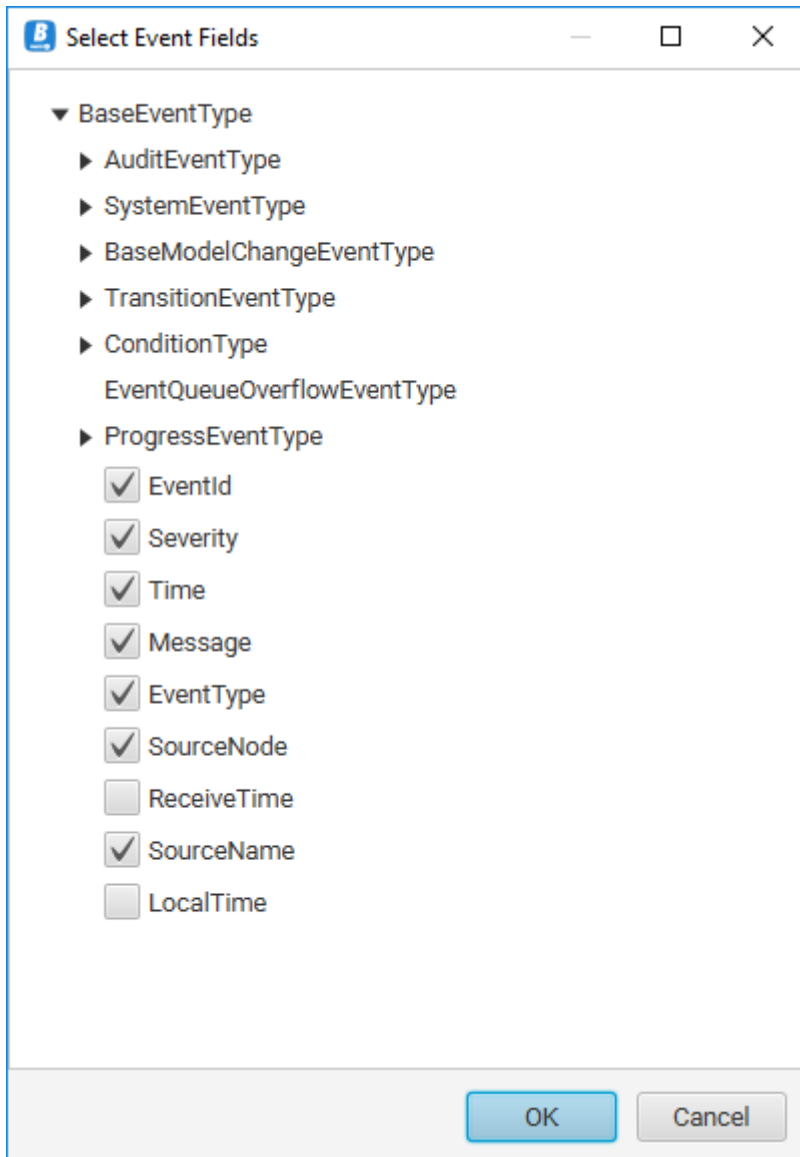 B Select Event Fields
BaseEventType
AuditEventType
SystemEventType
BaseModelChangeEventType
TransitionEventType
ConditionType
EventQueueOverflowEventType
ProgressEventType
EventId
Severity
Time
Message
EventType
SourceNode
ReceiveTime
SourceName
LocalTime
OK Cancel